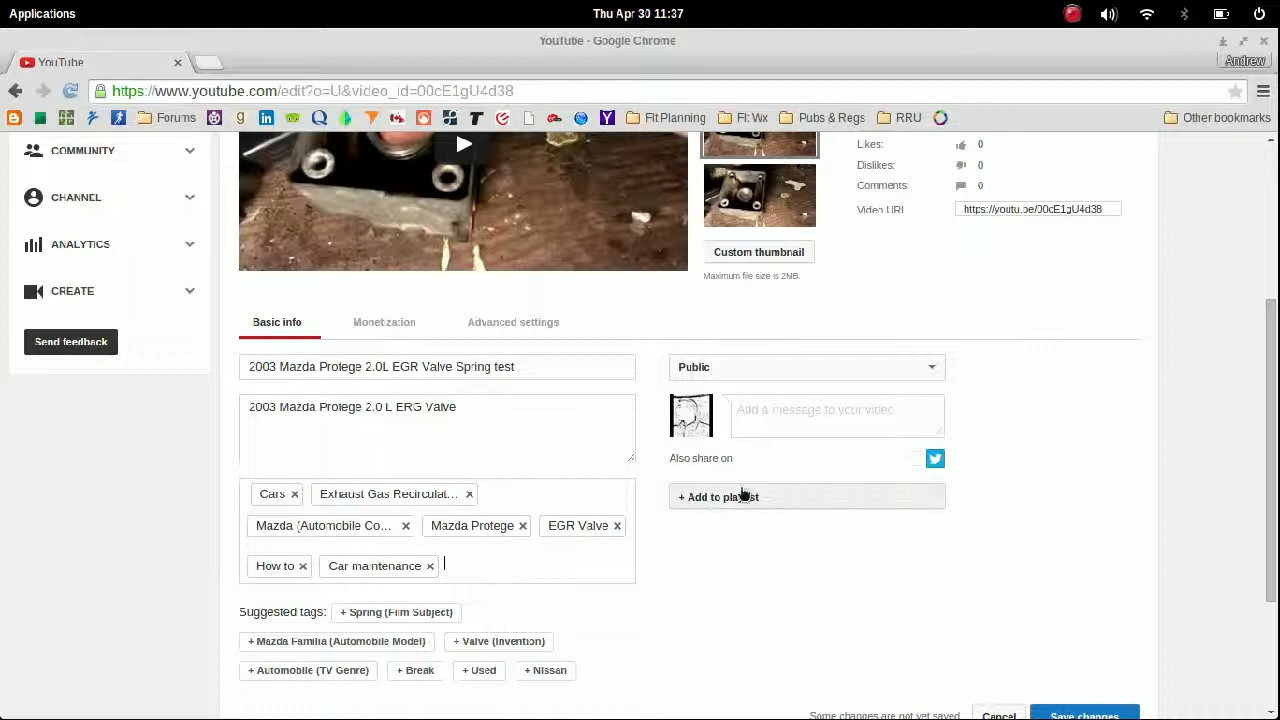 Applications Thu Apr 30 11:37
YouTube - Google Chrome
YouTube Andrew
https://www.youtube.com/edit?o=U&video_id=00cE1gU4d38
Forums Flt Planning Fl: Wx Pubs & Regs RRU Other bookmarks
COMMUNITY
CHANNEL
ANALYTICS
CREATE
Send feedback
Likes: 0
Dislikes: 0
Comments: 0
Video URL https://youtu.be/00cE1gU4d38
Custom thumbnail
Maximum file size is 2MB.
Basic info Monetization Advanced settings
2003 Mazda Protege 2.0L EGR Valve Spring test
2003 Mazda Protege 2.0 L ERG Valve
Public
Add a message to your video
Also share on
+ Add to playlist
Cars Exhaust Gas Recirculat...
Mazda (Automobile Co... Mazda Protege EGR Valve
How to Car maintenance
Suggested tags: + Spring (Film Subject)
+ Mazda Familia (Automobile Model) + Valve (Invention)
+ Automobile (TV Genre) + Break + Used + Nissan
Some changes are not yet saved. Cancel Save changes